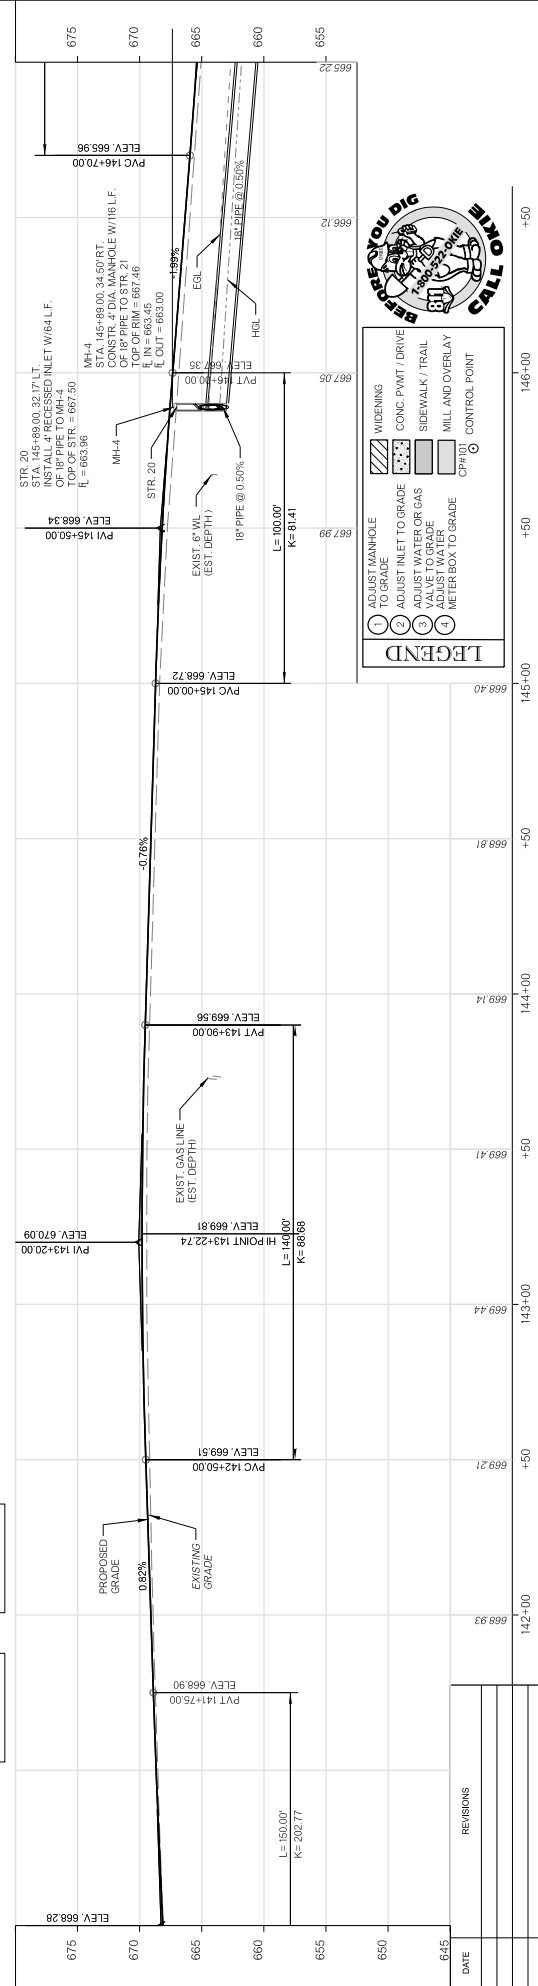 675
670
665
660
655
650
645
ELEV. 668.28
L= 150.00'
K= 202.77
PVT 141+75.00
ELEV. 668.90
0.82%
PROPOSED
GRADE
EXISTING
GRADE
PVC 142+50.00
ELEV. 669.51
PVI 143+20.00
ELEV. 670.09
HI POINT 143+22.74
ELEV. 669.81
L= 140.00'
K= 88.68
EXIST. GAS LINE
(EST. DEPTH)
PVT 143+90.00
ELEV. 669.56
-0.76%
PVC 145+00.00
ELEV. 668.72
PVI 145+50.00
ELEV. 668.34
L= 100.00'
K= 81.41
STR. 20
STA. 145+89.00, 32.17' LT.
INSTALL 4' RECESSED INLET W/64 L.F.
OF 18" PIPE TO MH-4
TOP OF STR. = 667.50
FL = 663.96
MH-4
STA. 145+89.00, 34.50' RT.
CONSTR. 4' DIA. MANHOLE W/116 L.F.
OF 18" PIPE TO STR. 21
TOP OF RIM = 667.46
FL IN = 663.45
FL OUT = 663.00
MH-4
STR. 20
EXIST. 6" WL
(EST. DEPTH )
18" PIPE @ 0.50%
PVT 146+00.00
ELEV. 667.35
-1.99%
EGL
HGL
18" PIPE @ 0.50%
PVC 146+70.00
ELEV. 665.96
675
670
665
660
655
668.93
669.21
669.44
669.41
669.14
668.81
668.40
667.99
667.05
666.12
665.22
142+00
+50
143+00
+50
144+00
+50
145+00
+50
146+00
+50
LEGEND
1 ADJUST MANHOLE
TO GRADE
2 ADJUST INLET TO GRADE
3 ADJUST WATER OR GAS
VALVE TO GRADE
4 ADJUST WATER
METER BOX TO GRADE
WIDENING
CONC. PVMT / DRIVE
SIDEWALK / TRAIL
MILL AND OVERLAY
CP#101 CONTROL POINT
BEFORE YOU DIG
811
1-800-522-OKIE
CALL OKIE
DATE
REVISIONS